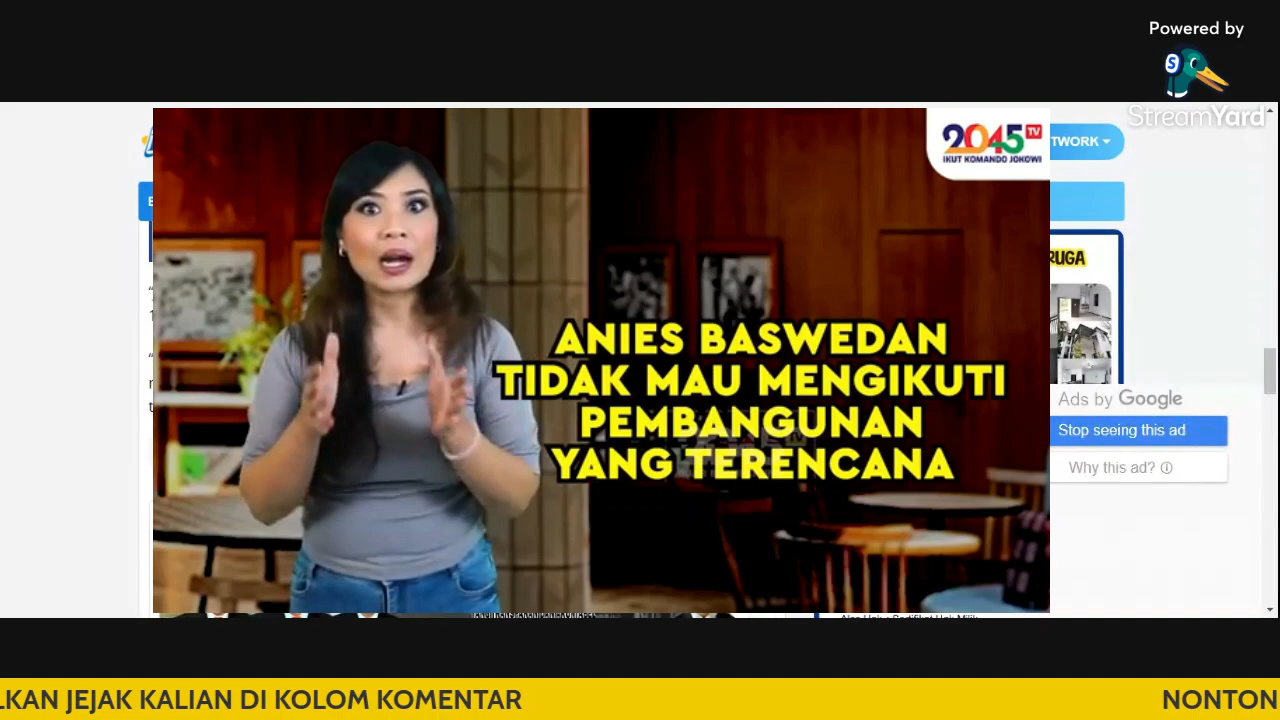 Powered by
S
StreamYard
2045 TV
IKUT KOMANDO JOKOWI
TWORK
RUGA
ANIES BASWEDAN
TIDAK MAU MENGIKUTI
PEMBANGUNAN
YANG TERENCANA
Ads by Google
Stop seeing this ad
Why this ad?
LKAN JEJAK KALIAN DI KOLOM KOMENTAR
NONTON